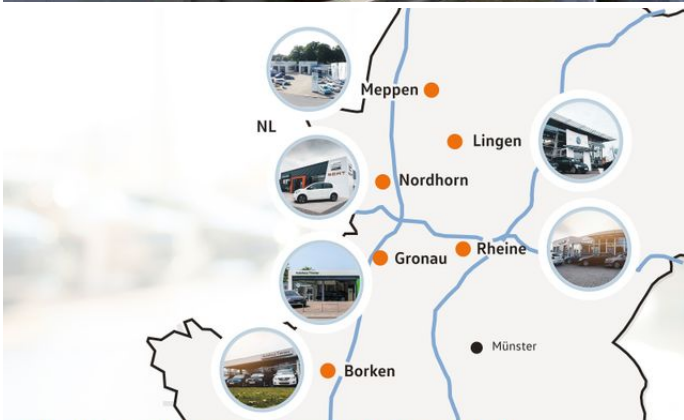 Meppen
NL
Lingen
Nordhorn
Gronau
Rheine
Münster
Borken